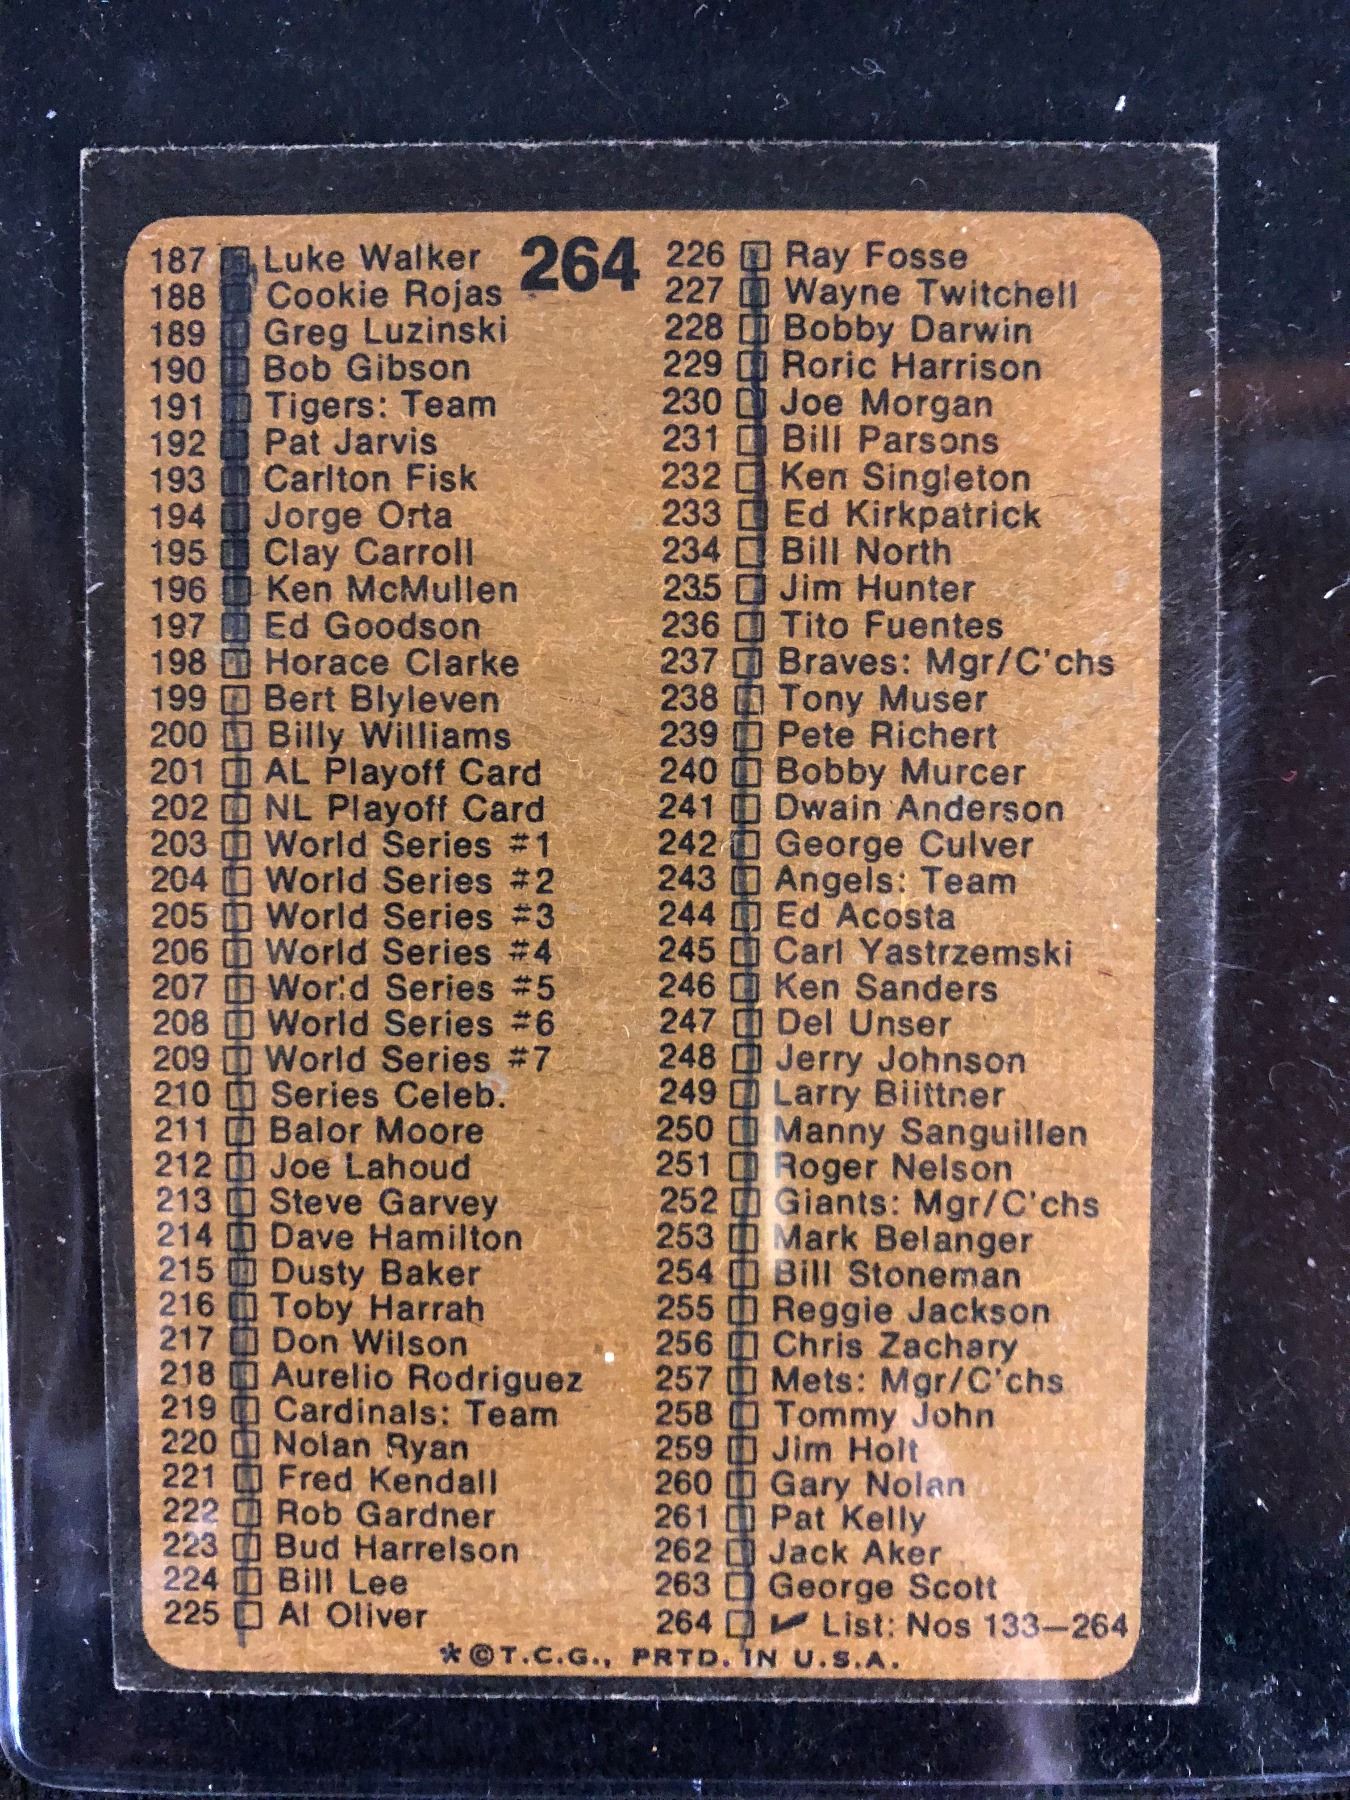 264
187 Luke Walker
188 Cookie Rojas
189 Greg Luzinski
190 Bob Gibson
191 Tigers: Team
192 Pat Jarvis
193 Carlton Fisk
194 Jorge Orta
195 Clay Carroll
196 Ken McMullen
197 Ed Goodson
198 Horace Clarke
199 Bert Blyleven
200 Billy Williams
201 AL Playoff Card
202 NL Playoff Card
203 World Series #1
204 World Series #2
205 World Series #3
206 World Series #4
207 World Series #5
208 World Series #6
209 World Series #7
210 Series Celeb.
211 Balor Moore
212 Joe Lahoud
213 Steve Garvey
214 Dave Hamilton
215 Dusty Baker
216 Toby Harrah
217 Don Wilson
218 Aurelio Rodriguez
219 Cardinals: Team
220 Nolan Ryan
221 Fred Kendall
222 Rob Gardner
223 Bud Harrelson
224 Bill Lee
225 Al Oliver
226 Ray Fosse
227 Wayne Twitchell
228 Bobby Darwin
229 Roric Harrison
230 Joe Morgan
231 Bill Parsons
232 Ken Singleton
233 Ed Kirkpatrick
234 Bill North
235 Jim Hunter
236 Tito Fuentes
237 Braves: Mgr/C'chs
238 Tony Muser
239 Pete Richert
240 Bobby Murcer
241 Dwain Anderson
242 George Culver
243 Angels: Team
244 Ed Acosta
245 Carl Yastrzemski
246 Ken Sanders
247 Del Unser
248 Jerry Johnson
249 Larry Biittner
250 Manny Sanguillen
251 Roger Nelson
252 Giants: Mgr/C'chs
253 Mark Belanger
254 Bill Stoneman
255 Reggie Jackson
256 Chris Zachary
257 Mets: Mgr/C'chs
258 Tommy John
259 Jim Holt
260 Gary Nolan
261 Pat Kelly
262 Jack Aker
263 George Scott
264 ✔ List: Nos 133—264
*©T.C.G., PRTD. IN U.S.A.